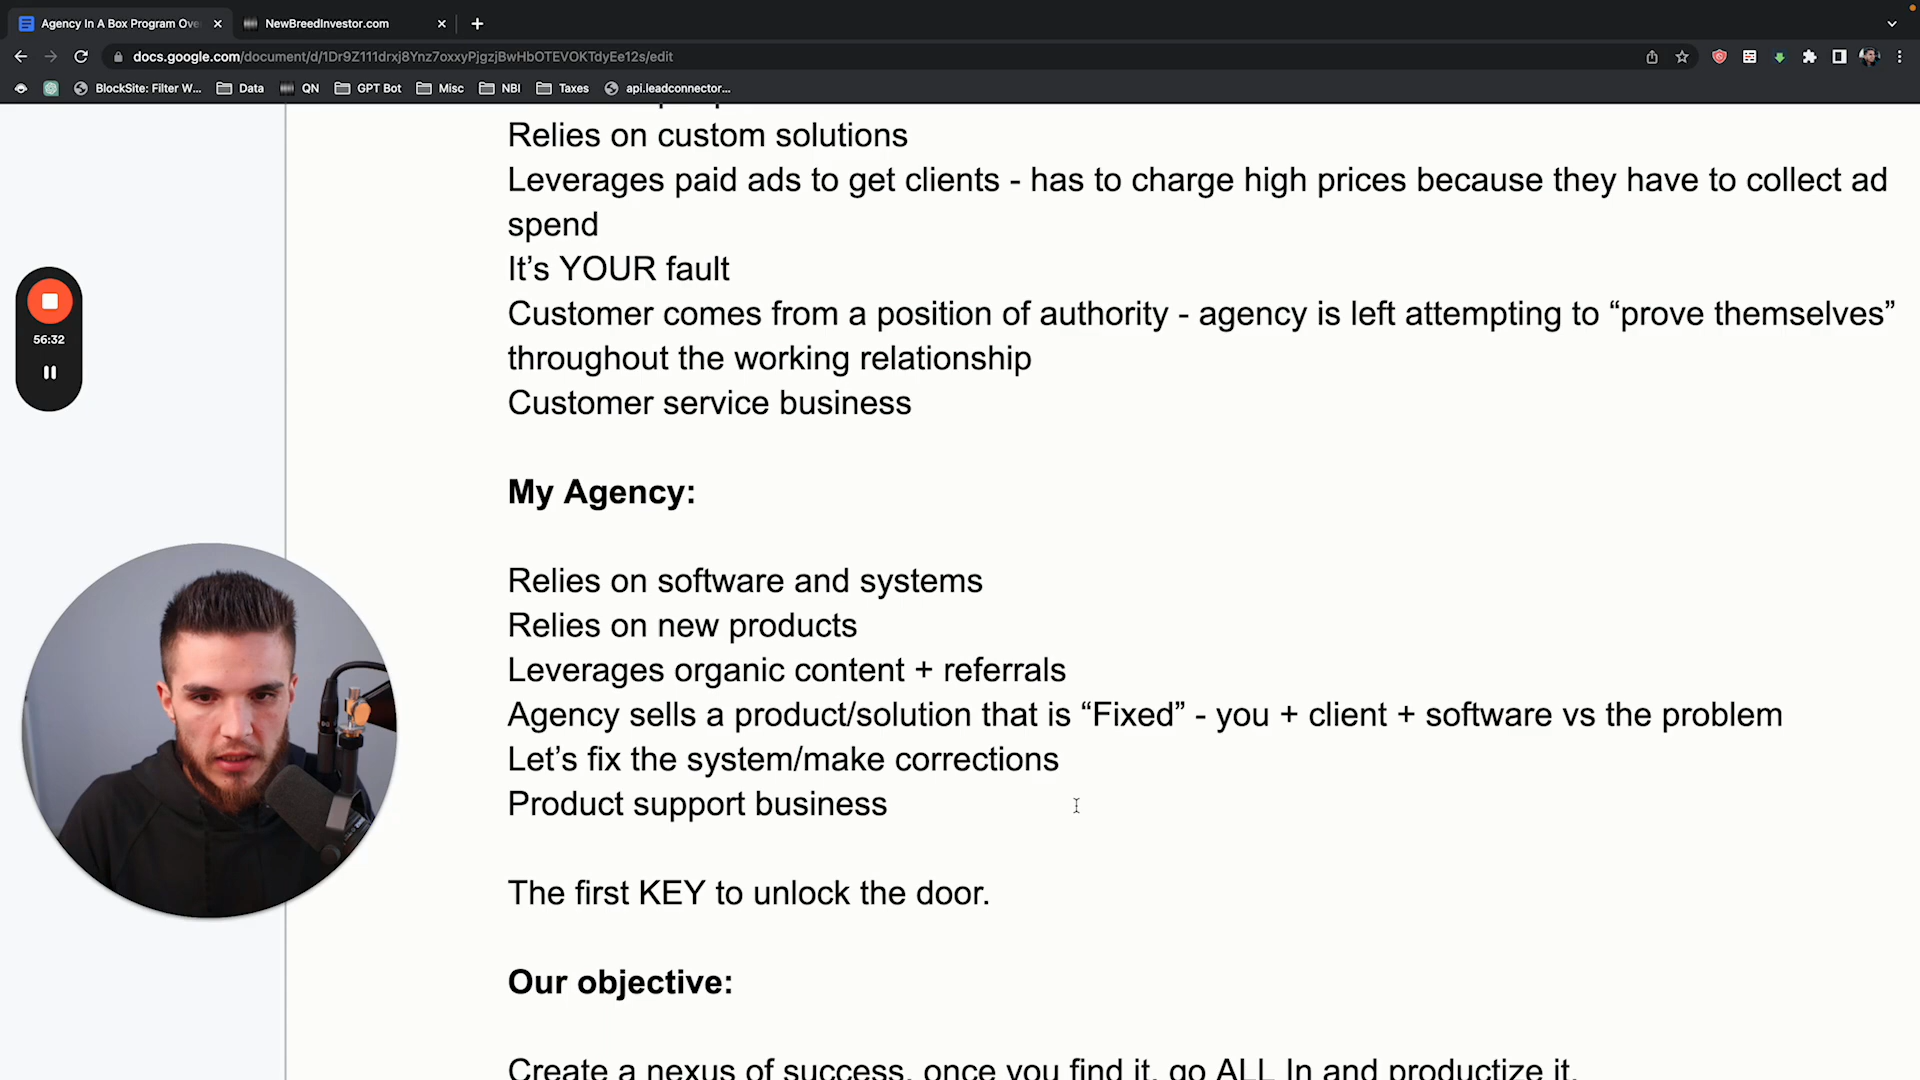 Agency In A Box Program Ove
NewBreedInvestor.com
docs.google.com/document/d/1Dr9Z111drxj8Ynz7oxxyPjgzjBwHbOTEVOKTdyEe12s/edit
BlockSite: Filter W...
Data
QN
GPT Bot
Misc
NBI
Taxes
api.leadconnector...
Relies on custom solutions
Leverages paid ads to get clients - has to charge high prices because they have to collect ad
spend
It’s YOUR fault
Customer comes from a position of authority - agency is left attempting to “prove themselves”
throughout the working relationship
Customer service business
56:32
My Agency:
Relies on software and systems
Relies on new products
Leverages organic content + referrals
Agency sells a product/solution that is “Fixed” - you + client + software vs the problem
Let’s fix the system/make corrections
Product support business
The first KEY to unlock the door.
Our objective:
Create a nexus of success, once you find it, go ALL In and productize it.